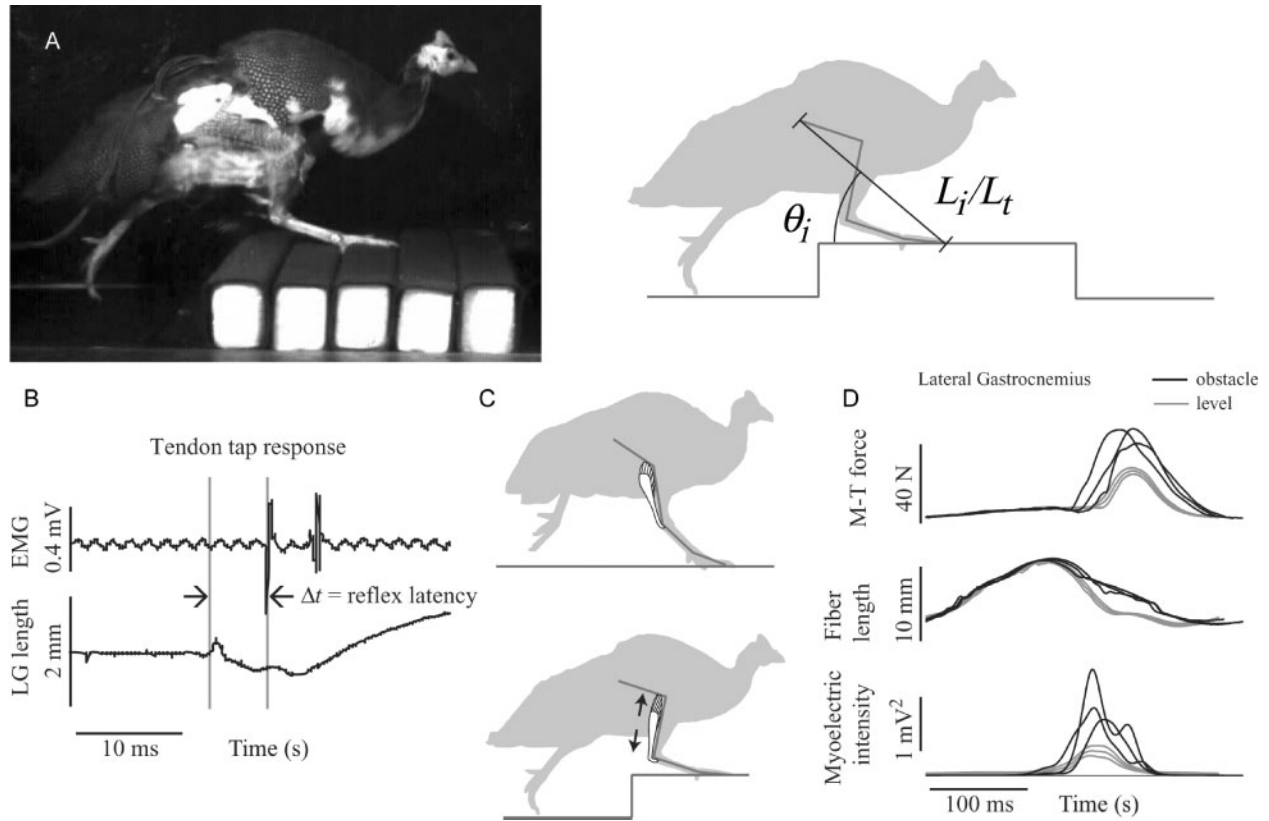 A
θi
Li/Lt
B
Tendon tap response
EMG
0.4 mV
Δt = reflex latency
LG length
2 mm
10 ms
Time (s)
C
D
Lateral Gastrocnemius
obstacle
level
M-T force
40 N
Fiber
length
10 mm
Myoelectric
intensity
1 mV²
100 ms
Time (s)